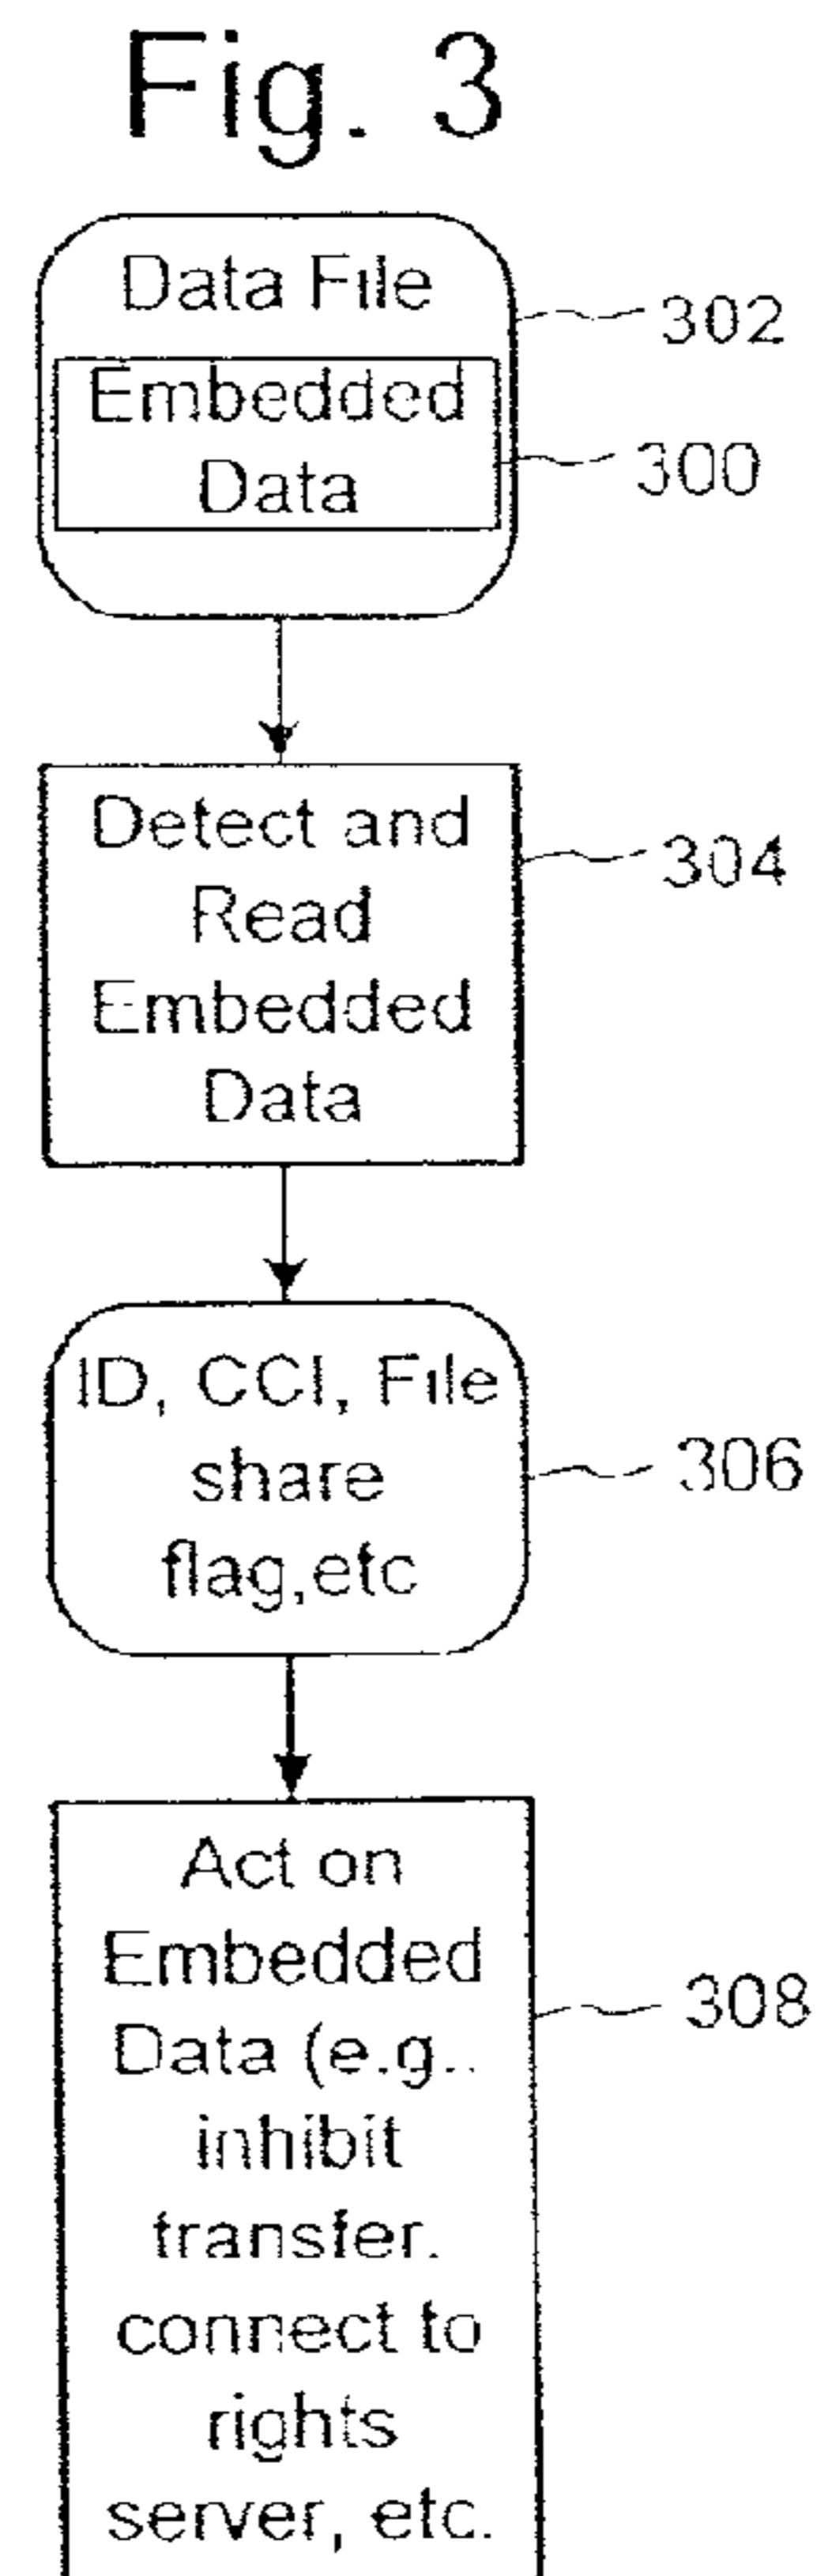 Fig. 3
Data File
302
Embedded
Data
300
Detect and
Read
Embedded
Data
304
ID, CCI, File
share
flag,etc
306
Act on
Embedded
Data (e.g..
inhibit
transfer.
connect to
rights
server, etc.
308